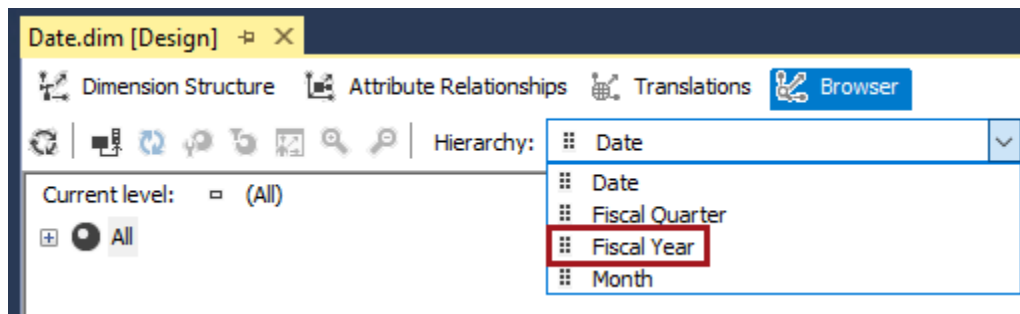 Date.dim [Design]
Dimension Structure Attribute Relationships Translations Browser
Hierarchy: Date
Current level: (All)
All
Date
Fiscal Quarter
Fiscal Year
Month